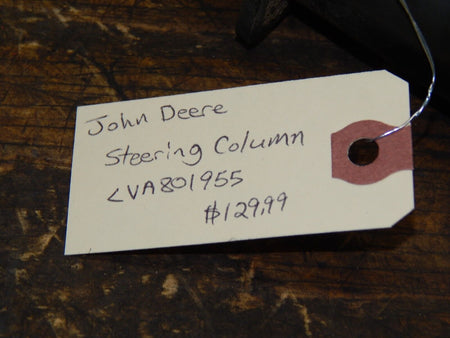 John Deere
Steering Column
LVA801955
$129.99